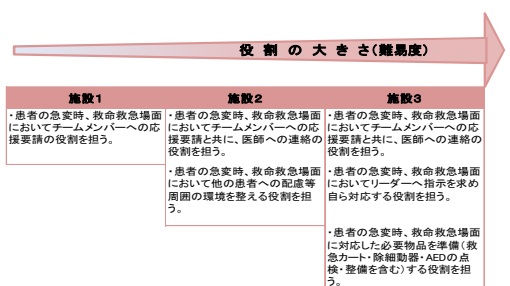 役 割 の 大 き さ(難易度)
施設1
施設2
施設3
・患者の急変時、救命救急場面
においてチームメンバーへの応
援要請の役割を担う。
・患者の急変時、救命救急場面
においてチームメンバーへの応
援要請と共に、医師への連絡の
役割を担う。
・患者の急変時、救命救急場面
において他の患者への配慮等
周囲の環境を整える役割を担
う。
・患者の急変時、救命救急場面
においてチームメンバーへの応
援要請と共に、医師への連絡の
役割を担う。
・患者の急変時、救命救急場面
においてリーダーへ指示を求め
自ら対応する役割を担う。
・患者の急変時、救命救急場面
に対応した必要物品を準備(救
急カート・除細動器・AEDの点
検・整備を含む)する役割を担
う。